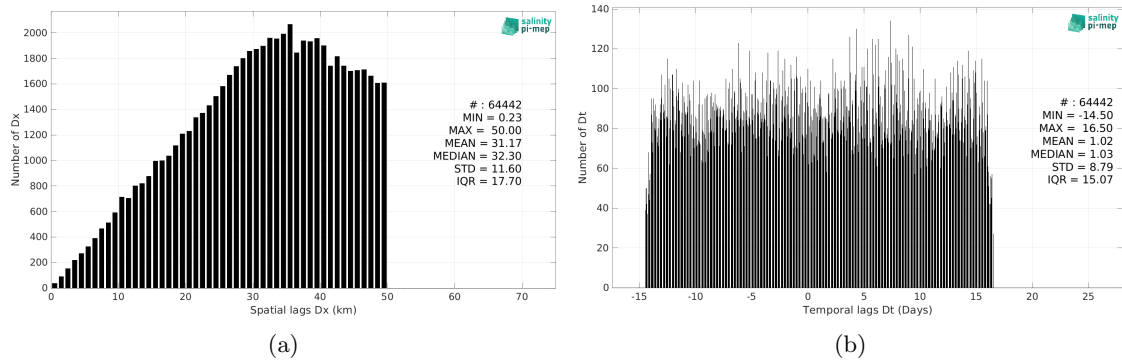 2000
1800
1600
1400
1200
1000
800
600
400
200
0
Number of Dx
salinity
pi-mep
# : 64442
MIN = 0.23
MAX = 50.00
MEAN = 31.17
MEDIAN = 32.30
STD = 11.60
IQR = 17.70
0 10 20 30 40 50 60 70
Spatial lags Dx (km)
(a)
140
120
100
80
60
40
20
0
Number of Dt
salinity
pi-mep
# : 64442
MIN = -14.50
MAX = 16.50
MEAN = 1.02
MEDIAN = 1.03
STD = 8.79
IQR = 15.07
-15 -10 -5 0 5 10 15 20 25
Temporal lags Dt (Days)
(b)